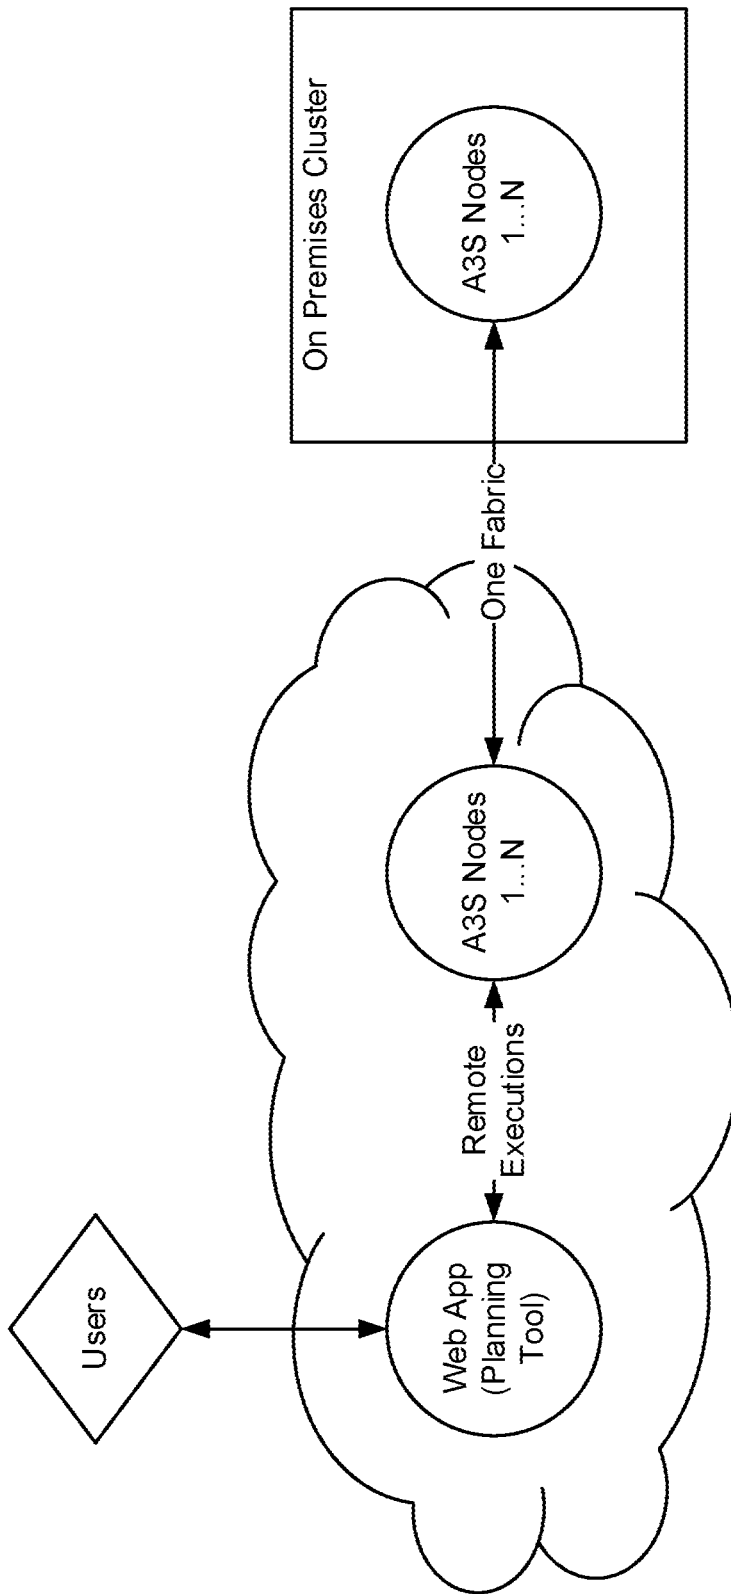 Users
Web App
(Planning
Tool)
Remote
Executions
A3S Nodes
1...N
One Fabric
On Premises Cluster
A3S Nodes
1...N